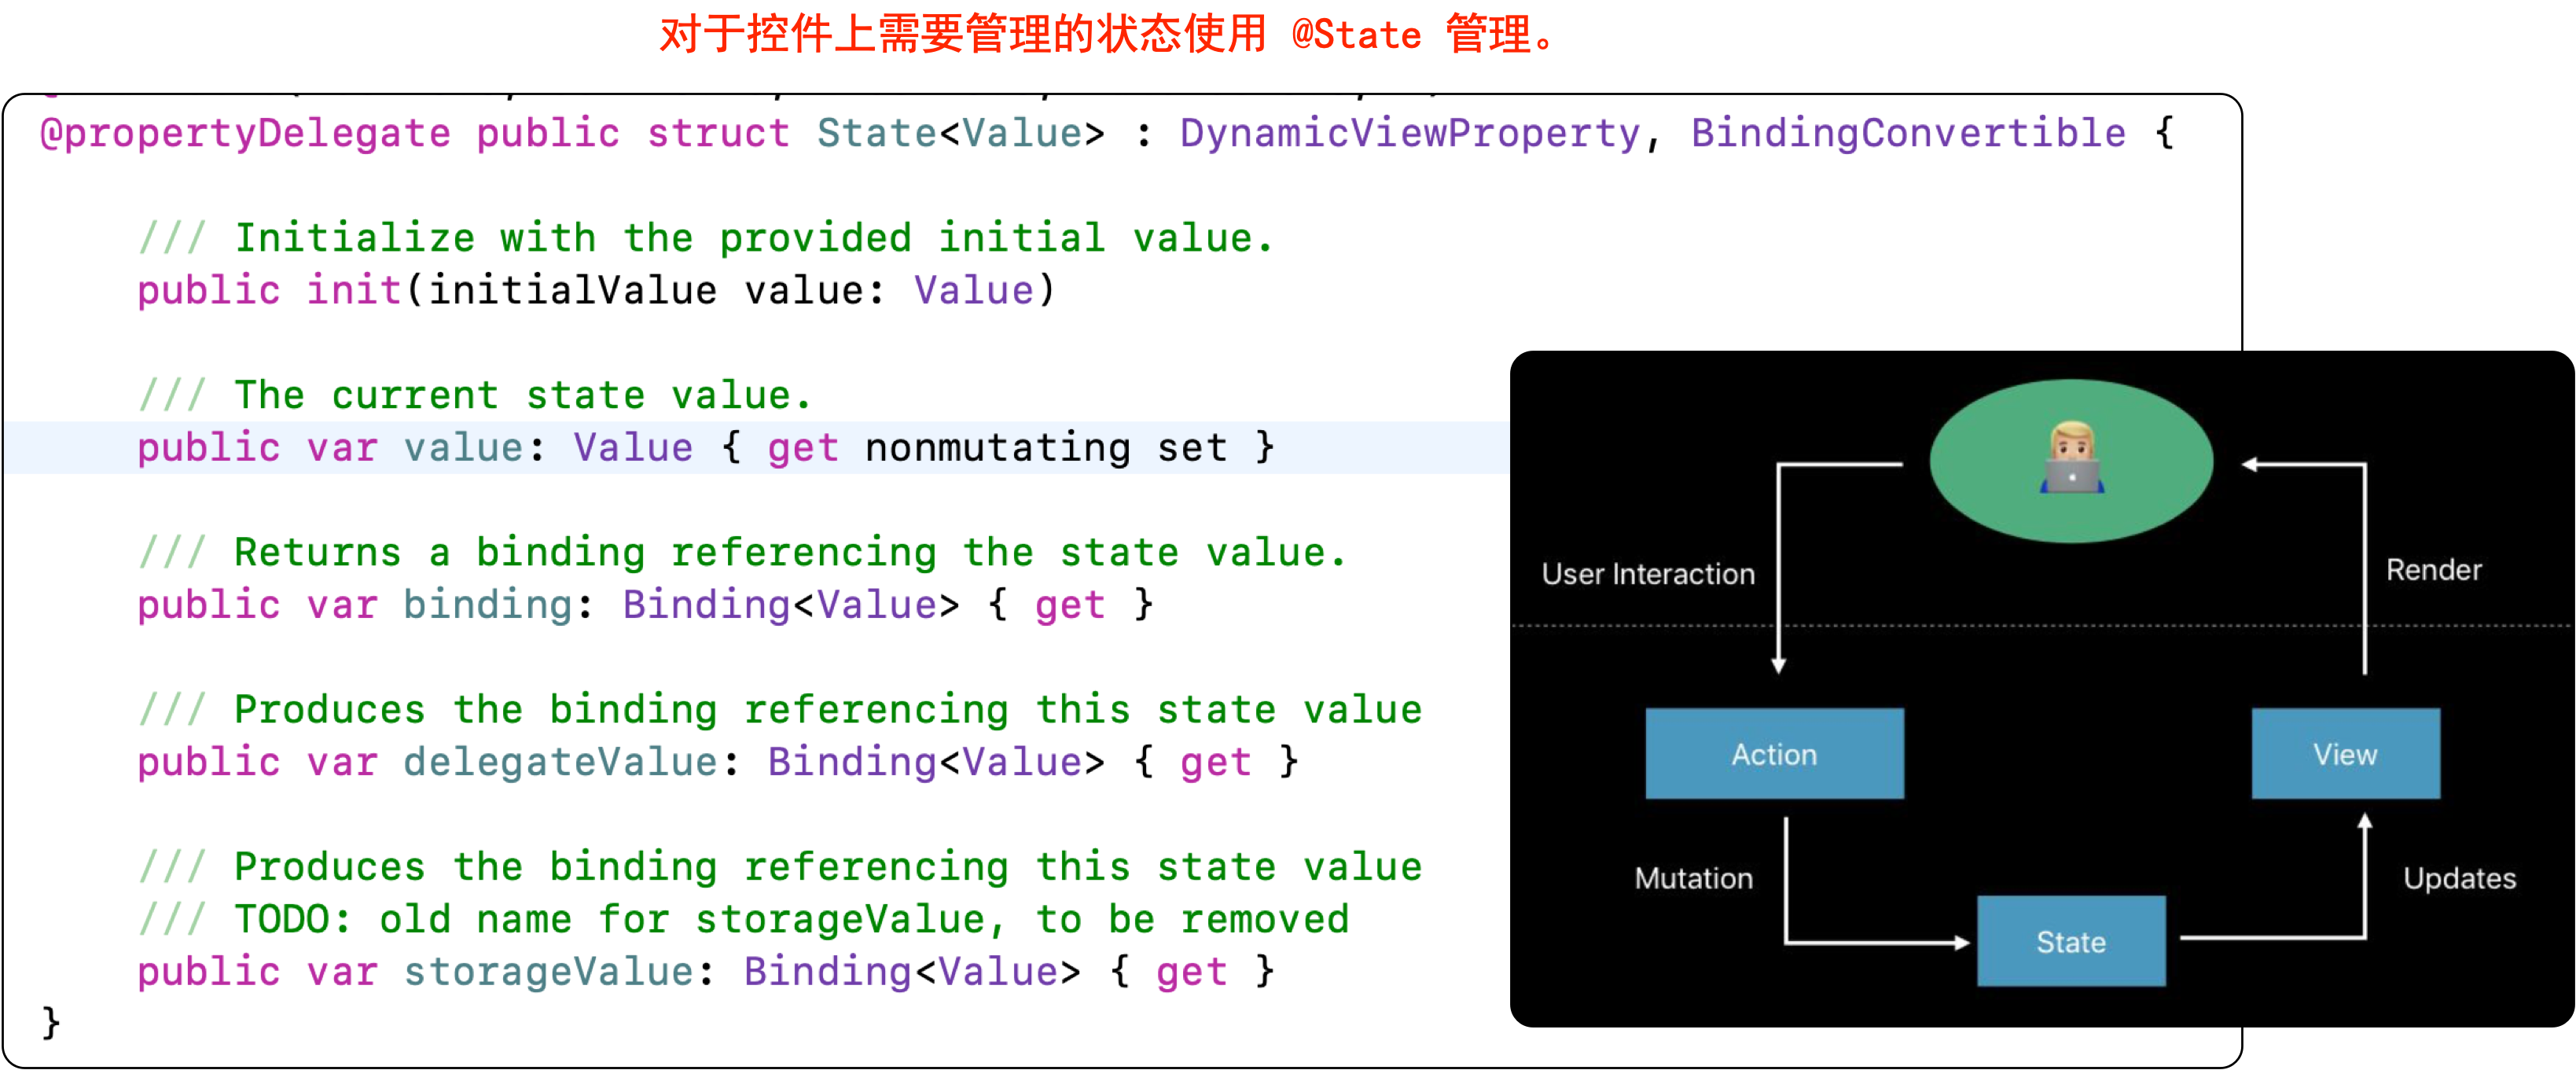 对于控件上需要管理的状态使用 @State 管理。
@propertyDelegate public struct State<Value> : DynamicViewProperty, BindingConvertible {
/// Initialize with the provided initial value.
public init(initialValue value: Value)
/// The current state value.
public var value: Value { get nonmutating set }
/// Returns a binding referencing the state value.
public var binding: Binding<Value> { get }
/// Produces the binding referencing this state value
public var delegateValue: Binding<Value> { get }
/// Produces the binding referencing this state value
/// TODO: old name for storageValue, to be removed
public var storageValue: Binding<Value> { get }
}
User Interaction
Render
Action
View
Mutation
Updates
State